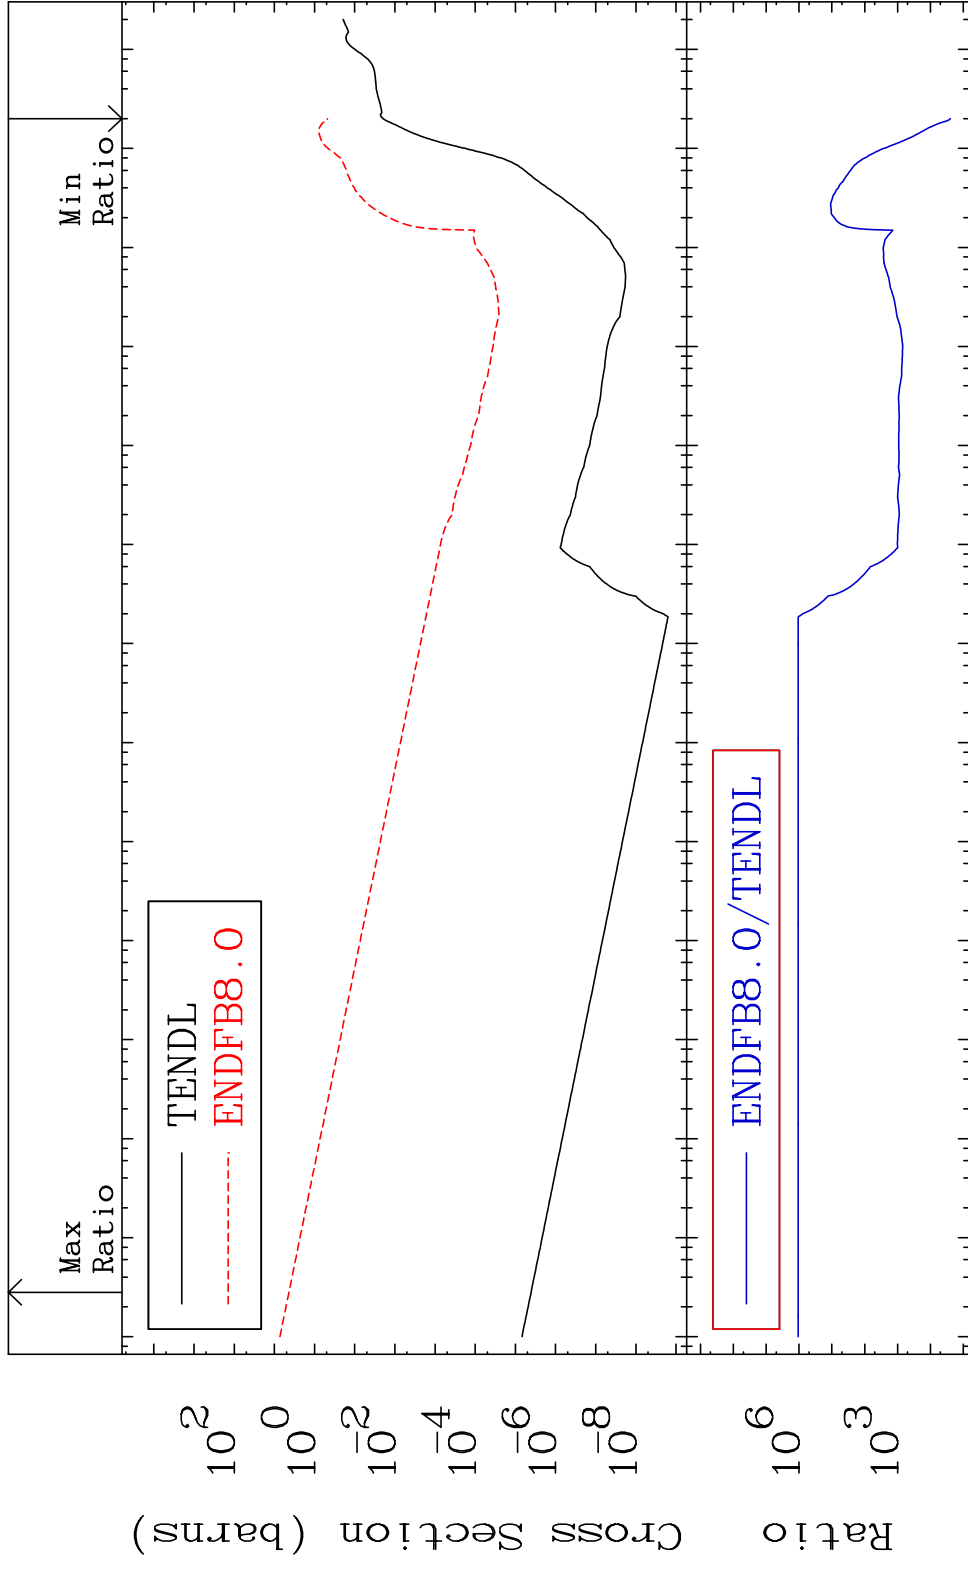 Max
Ratio
Min
Ratio
TENDL
ENDFB8.0
10^2
10^0
10^-2
10^-4
10^-6
10^-8
Cross Section (barns)
ENDFB8.0/TENDL
10^6
10^3
Ratio